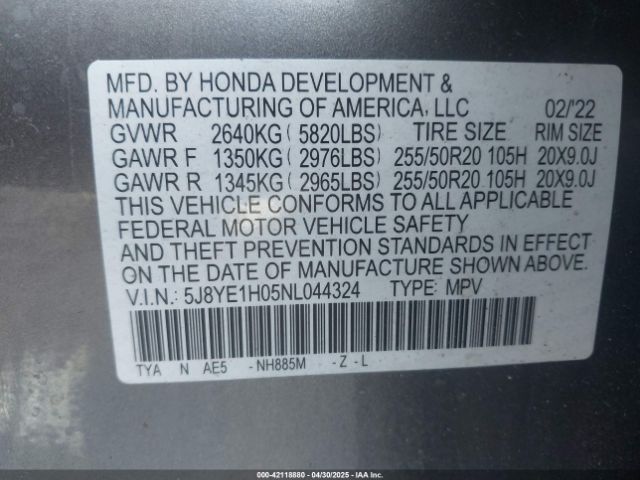 MFD. BY HONDA DEVELOPMENT &
MANUFACTURING OF AMERICA, LLC 02/'22
GVWR 2640KG ( 5820LBS) TIRE SIZE RIM SIZE
GAWR F 1350KG ( 2976LBS) 255/50R20 105H 20X9.0J
GAWR R 1345KG ( 2965LBS) 255/50R20 105H 20X9.0J
THIS VEHICLE CONFORMS TO ALL APPLICABLE
FEDERAL MOTOR VEHICLE SAFETY
AND THEFT PREVENTION STANDARDS IN EFFECT
ON THE DATE OF MANUFACTURE SHOWN ABOVE.
V.I.N.: 5J8YE1H05NL044324 TYPE: MPV
TYA N AE5 -NH885M -Z -L
000-42118880 - 04/30/2025 - IAA Inc.